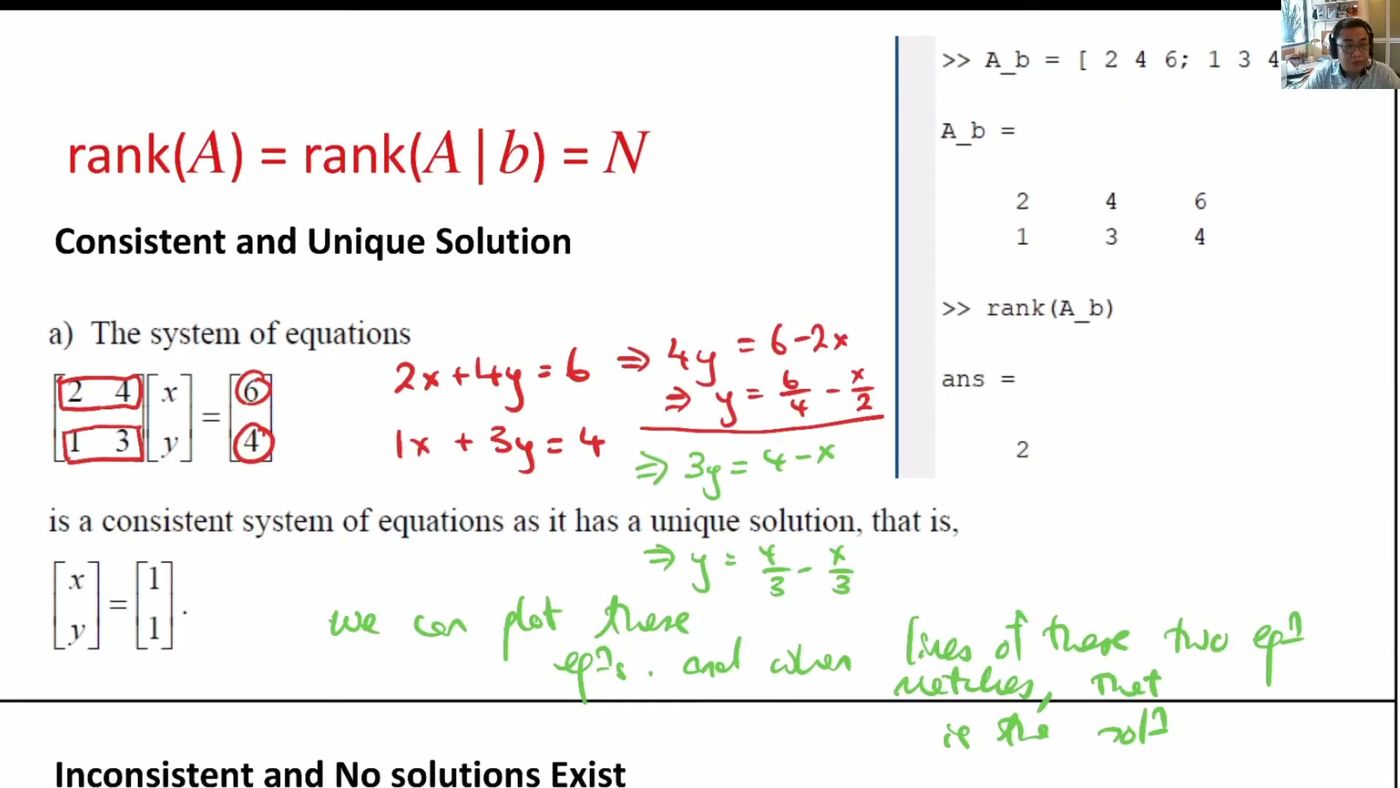 rank(A) = rank(A | b) = N
Consistent and Unique Solution
a) The system of equations
[2 4] [x] = [6]
[1 3] [y] = [4]
2x + 4y = 6 ⇒ 4y = 6 - 2x
⇒ y = 6/4 - x/2
1x + 3y = 4
⇒ 3y = 4 - x
is a consistent system of equations as it has a unique solution, that is,
⇒ y = 4/3 - x/3
[x] = [1]
[y] = [1].
we can plot these
eqns. and when
lines of these two eqn
matches, that
is the soln
Inconsistent and No solutions Exist
>> A_b = [ 2 4 6; 1 3 4
A_b =
2 4 6
1 3 4
>> rank(A_b)
ans =
2